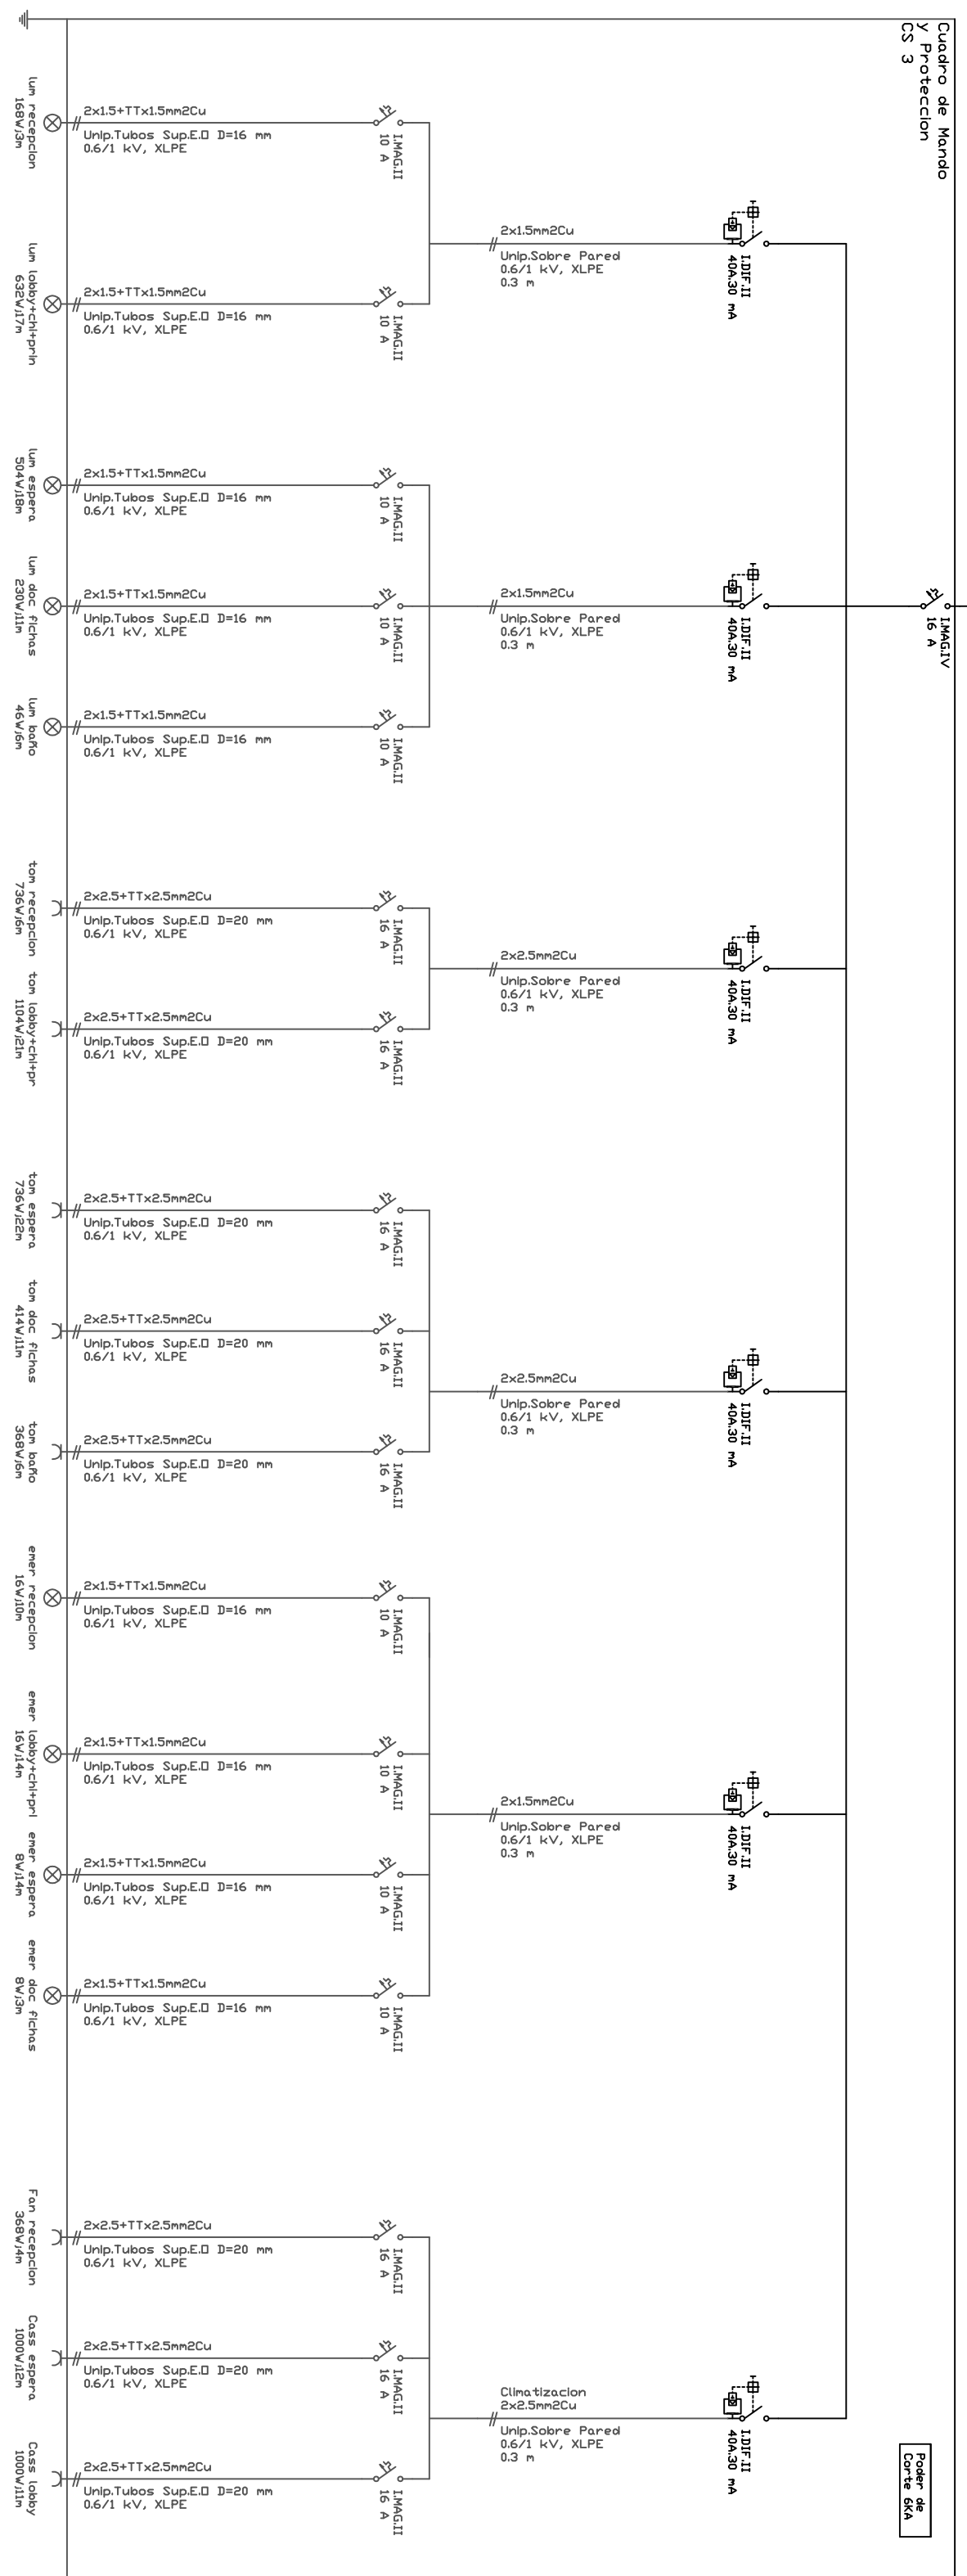 Cuadro de Mando
y Proteccion
CS 3
I.MAG.IV
16 A
Poder de
Corte 6KA
I.DIF.II
40A.30 mA
2x1.5mm2Cu
Unip.Sobre Pared
0.6/1 kV, XLPE
0.3 m
I.MAG.II
10 A
2x1.5+TTx1.5mm2Cu
Unip.Tubos Sup.E.O D=16 mm
0.6/1 kV, XLPE
lum recepcion
168W;3m
I.MAG.II
10 A
2x1.5+TTx1.5mm2Cu
Unip.Tubos Sup.E.O D=16 mm
0.6/1 kV, XLPE
lum lobby+chi+prin
632W;17m
I.DIF.II
40A.30 mA
2x1.5mm2Cu
Unip.Sobre Pared
0.6/1 kV, XLPE
0.3 m
I.MAG.II
10 A
2x1.5+TTx1.5mm2Cu
Unip.Tubos Sup.E.O D=16 mm
0.6/1 kV, XLPE
lum espera
504W;18m
I.MAG.II
10 A
2x1.5+TTx1.5mm2Cu
Unip.Tubos Sup.E.O D=16 mm
0.6/1 kV, XLPE
lum doc fichas
230W;11m
I.MAG.II
10 A
2x1.5+TTx1.5mm2Cu
Unip.Tubos Sup.E.O D=16 mm
0.6/1 kV, XLPE
lum baño
46W;6m
I.DIF.II
40A.30 mA
2x2.5mm2Cu
Unip.Sobre Pared
0.6/1 kV, XLPE
0.3 m
I.MAG.II
16 A
2x2.5+TTx2.5mm2Cu
Unip.Tubos Sup.E.O D=20 mm
0.6/1 kV, XLPE
tom recepcion
736W;6m
I.MAG.II
16 A
2x2.5+TTx2.5mm2Cu
Unip.Tubos Sup.E.O D=20 mm
0.6/1 kV, XLPE
tom lobby+chi+pr
1104W;21m
I.DIF.II
40A.30 mA
2x2.5mm2Cu
Unip.Sobre Pared
0.6/1 kV, XLPE
0.3 m
I.MAG.II
16 A
2x2.5+TTx2.5mm2Cu
Unip.Tubos Sup.E.O D=20 mm
0.6/1 kV, XLPE
tom espera
736W;22m
I.MAG.II
16 A
2x2.5+TTx2.5mm2Cu
Unip.Tubos Sup.E.O D=20 mm
0.6/1 kV, XLPE
tom doc fichas
414W;11m
I.MAG.II
16 A
2x2.5+TTx2.5mm2Cu
Unip.Tubos Sup.E.O D=20 mm
0.6/1 kV, XLPE
tom baño
368W;6m
I.DIF.II
40A.30 mA
2x1.5mm2Cu
Unip.Sobre Pared
0.6/1 kV, XLPE
0.3 m
I.MAG.II
10 A
2x1.5+TTx1.5mm2Cu
Unip.Tubos Sup.E.O D=16 mm
0.6/1 kV, XLPE
emer recepcion
16W;10m
I.MAG.II
10 A
2x1.5+TTx1.5mm2Cu
Unip.Tubos Sup.E.O D=16 mm
0.6/1 kV, XLPE
emer lobby+chi+pri
16W;14m
I.MAG.II
10 A
2x1.5+TTx1.5mm2Cu
Unip.Tubos Sup.E.O D=16 mm
0.6/1 kV, XLPE
emer espera
8W;14m
I.MAG.II
10 A
2x1.5+TTx1.5mm2Cu
Unip.Tubos Sup.E.O D=16 mm
0.6/1 kV, XLPE
emer doc fichas
8W;3m
I.DIF.II
40A.30 mA
Climatizacion
2x2.5mm2Cu
Unip.Sobre Pared
0.6/1 kV, XLPE
0.3 m
I.MAG.II
16 A
2x2.5+TTx2.5mm2Cu
Unip.Tubos Sup.E.O D=20 mm
0.6/1 kV, XLPE
Fan recepcion
368W;4m
I.MAG.II
16 A
2x2.5+TTx2.5mm2Cu
Unip.Tubos Sup.E.O D=20 mm
0.6/1 kV, XLPE
Cass espera
1000W;12m
I.MAG.II
16 A
2x2.5+TTx2.5mm2Cu
Unip.Tubos Sup.E.O D=20 mm
0.6/1 kV, XLPE
Cass lobby
1000W;11m